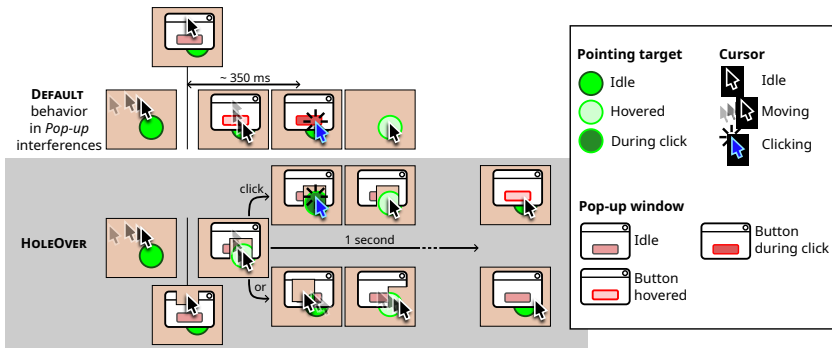 ~ 350 ms
DEFAULT
behavior
in Pop-up
interferences
click
HOLEOVER
1 second
or
Pointing target
Idle
Hovered
During click
Cursor
Idle
Moving
Clicking
Pop-up window
Idle
Button
during click
Button
hovered